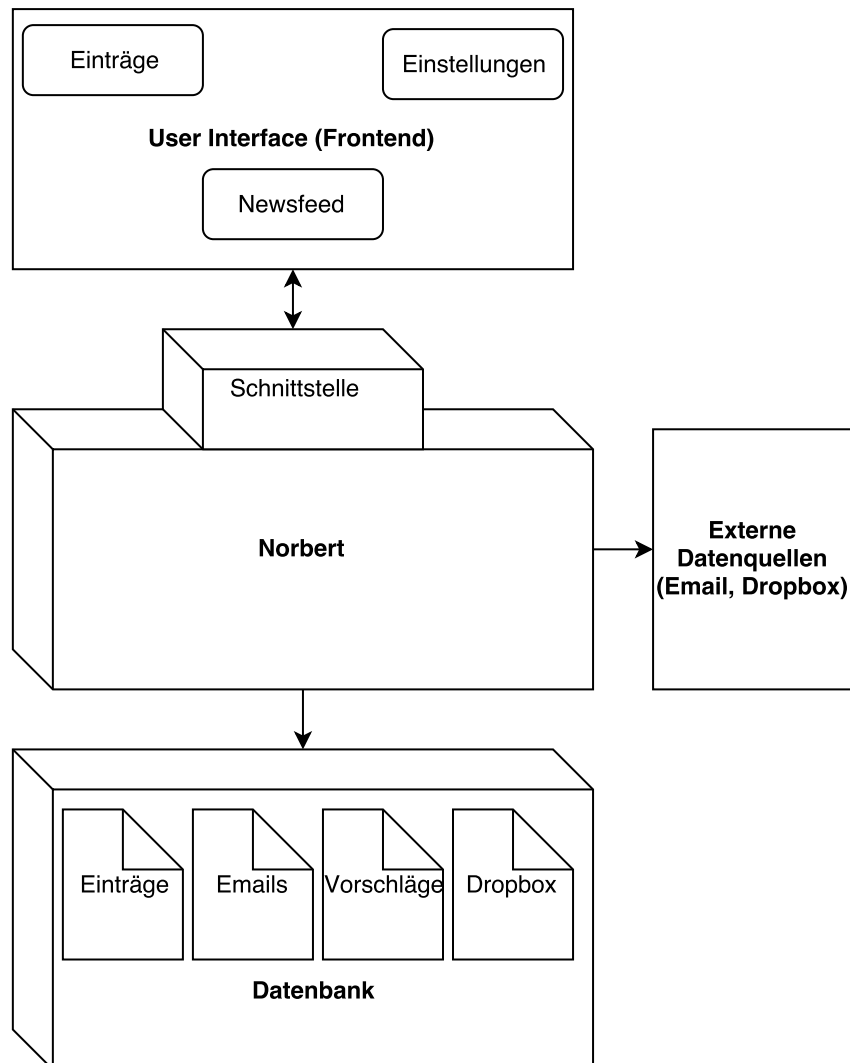 Einträge
Einstellungen
User Interface (Frontend)
Newsfeed
Schnittstelle
Norbert
Externe
Datenquellen
(Email, Dropbox)
Einträge
Emails
Vorschläge
Dropbox
Datenbank